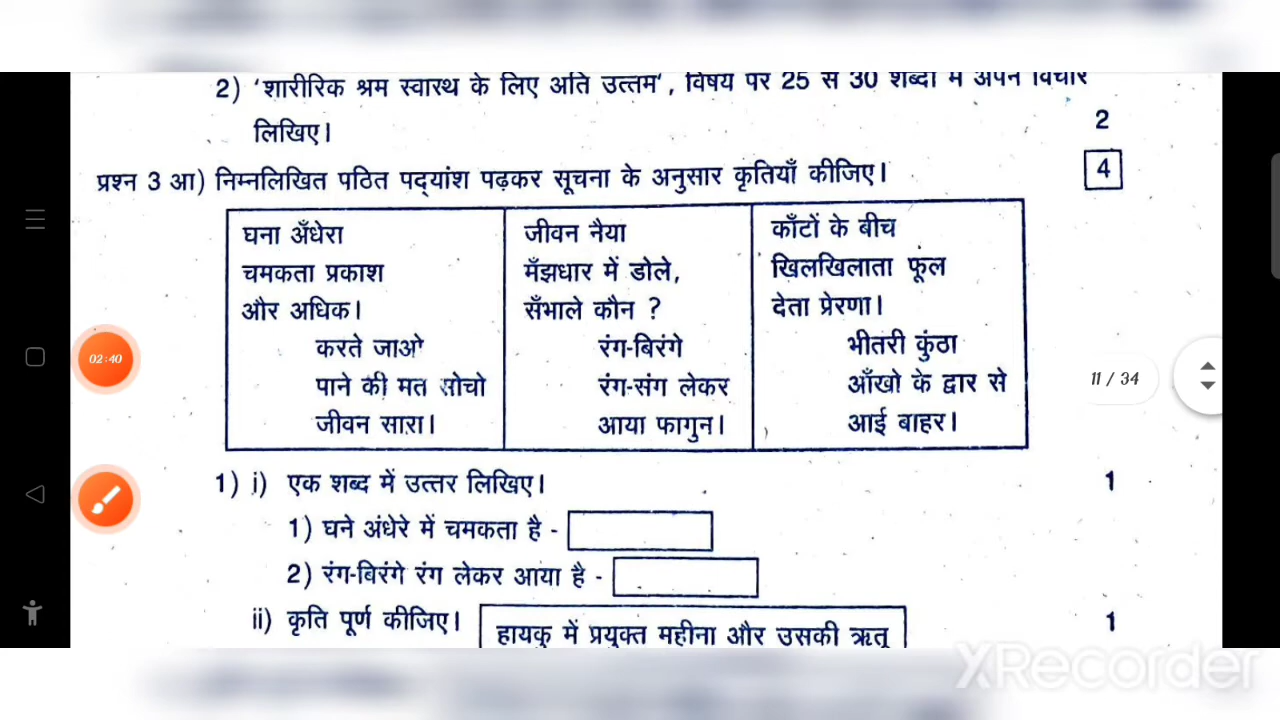 2) 'शारीरिक श्रम स्वारथ के लिए अति उत्तम', विषय पर 25 से 30 शब्दों में अपने विचार
लिखिए।
2
प्रश्न 3 आ) निम्नलिखित पठित पद्यांश पढ़कर सूचना के अनुसार कृतियाँ कीजिए।
4
घना अँधेरा
चमकता प्रकाश
और अधिक।
करते जाओ
पाने की मत सोचो
जीवन सारा।
जीवन नैया
मँझधार में डोले,
सँभाले कौन ?
रंग-बिरंगे
रंग-संग लेकर
आया फागुन।
काँटों के बीच
खिलखिलाता फूल
देता प्रेरणा।
भीतरी कुंठा
आँखो के द्वार से
आई बाहर।
02:40
11 / 34
1) i) एक शब्द में उत्तर लिखिए।
1
1) घने अंधेरे में चमकता है -
2) रंग-बिरंगे रंग लेकर आया है -
ii) कृति पूर्ण कीजिए।
1
हायकु में प्रयुक्त महीना और उसकी ऋतू
XRecorder